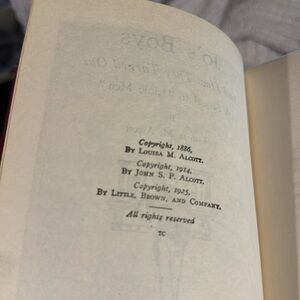 Copyright, 1886,
BY LOUISA M. ALCOTT.
Copyright, 1914,
BY JOHN S. P. ALCOTT.
Copyright, 1925,
BY LITTLE, BROWN, AND COMPANY.
All rights reserved
TC